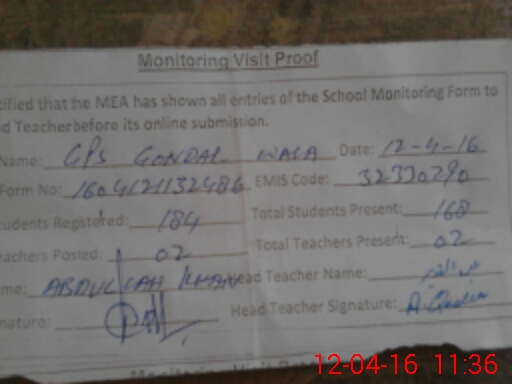 Monitoring Visit Proof
tified that the MEA has shown all entries of the School Monitoring Form to
d Teacher before its online submission.
Name: GPS GONDAL WALA Date: 12-4-16
Form No: 1604121132486 EMIS Code: 32330290
tudents Registered: 184 Total Students Present: 168
eachers Posted: 02 Total Teachers Present: 02
me: ABDULLAH KHAN Head Teacher Name:
nature: Head Teacher Signature:
12-04-16 11:36